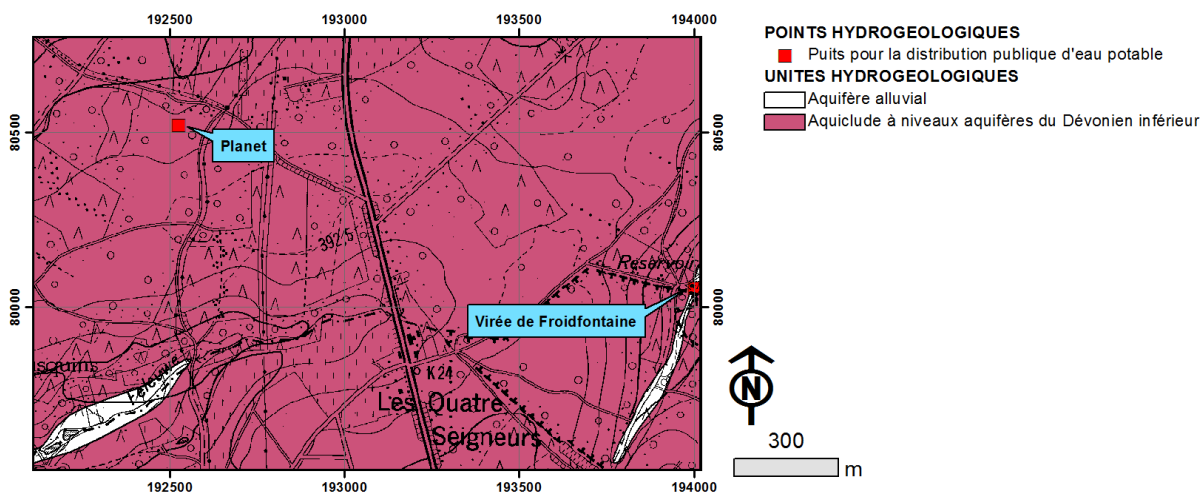 192500 193000 193500 194000
POINTS HYDROGEOLOGIQUES
Puits pour la distribution publique d'eau potable
UNITES HYDROGEOLOGIQUES
Aquifère alluvial
Aquiclude à niveaux aquifères du Dévonien inférieur
80500
80500
Planet
392.5
Reservoir
80000
80000
Virée de Froidfontaine
squins
K24
Les Quatre
Seigneurs
N
300
m
192500 193000 193500 194000